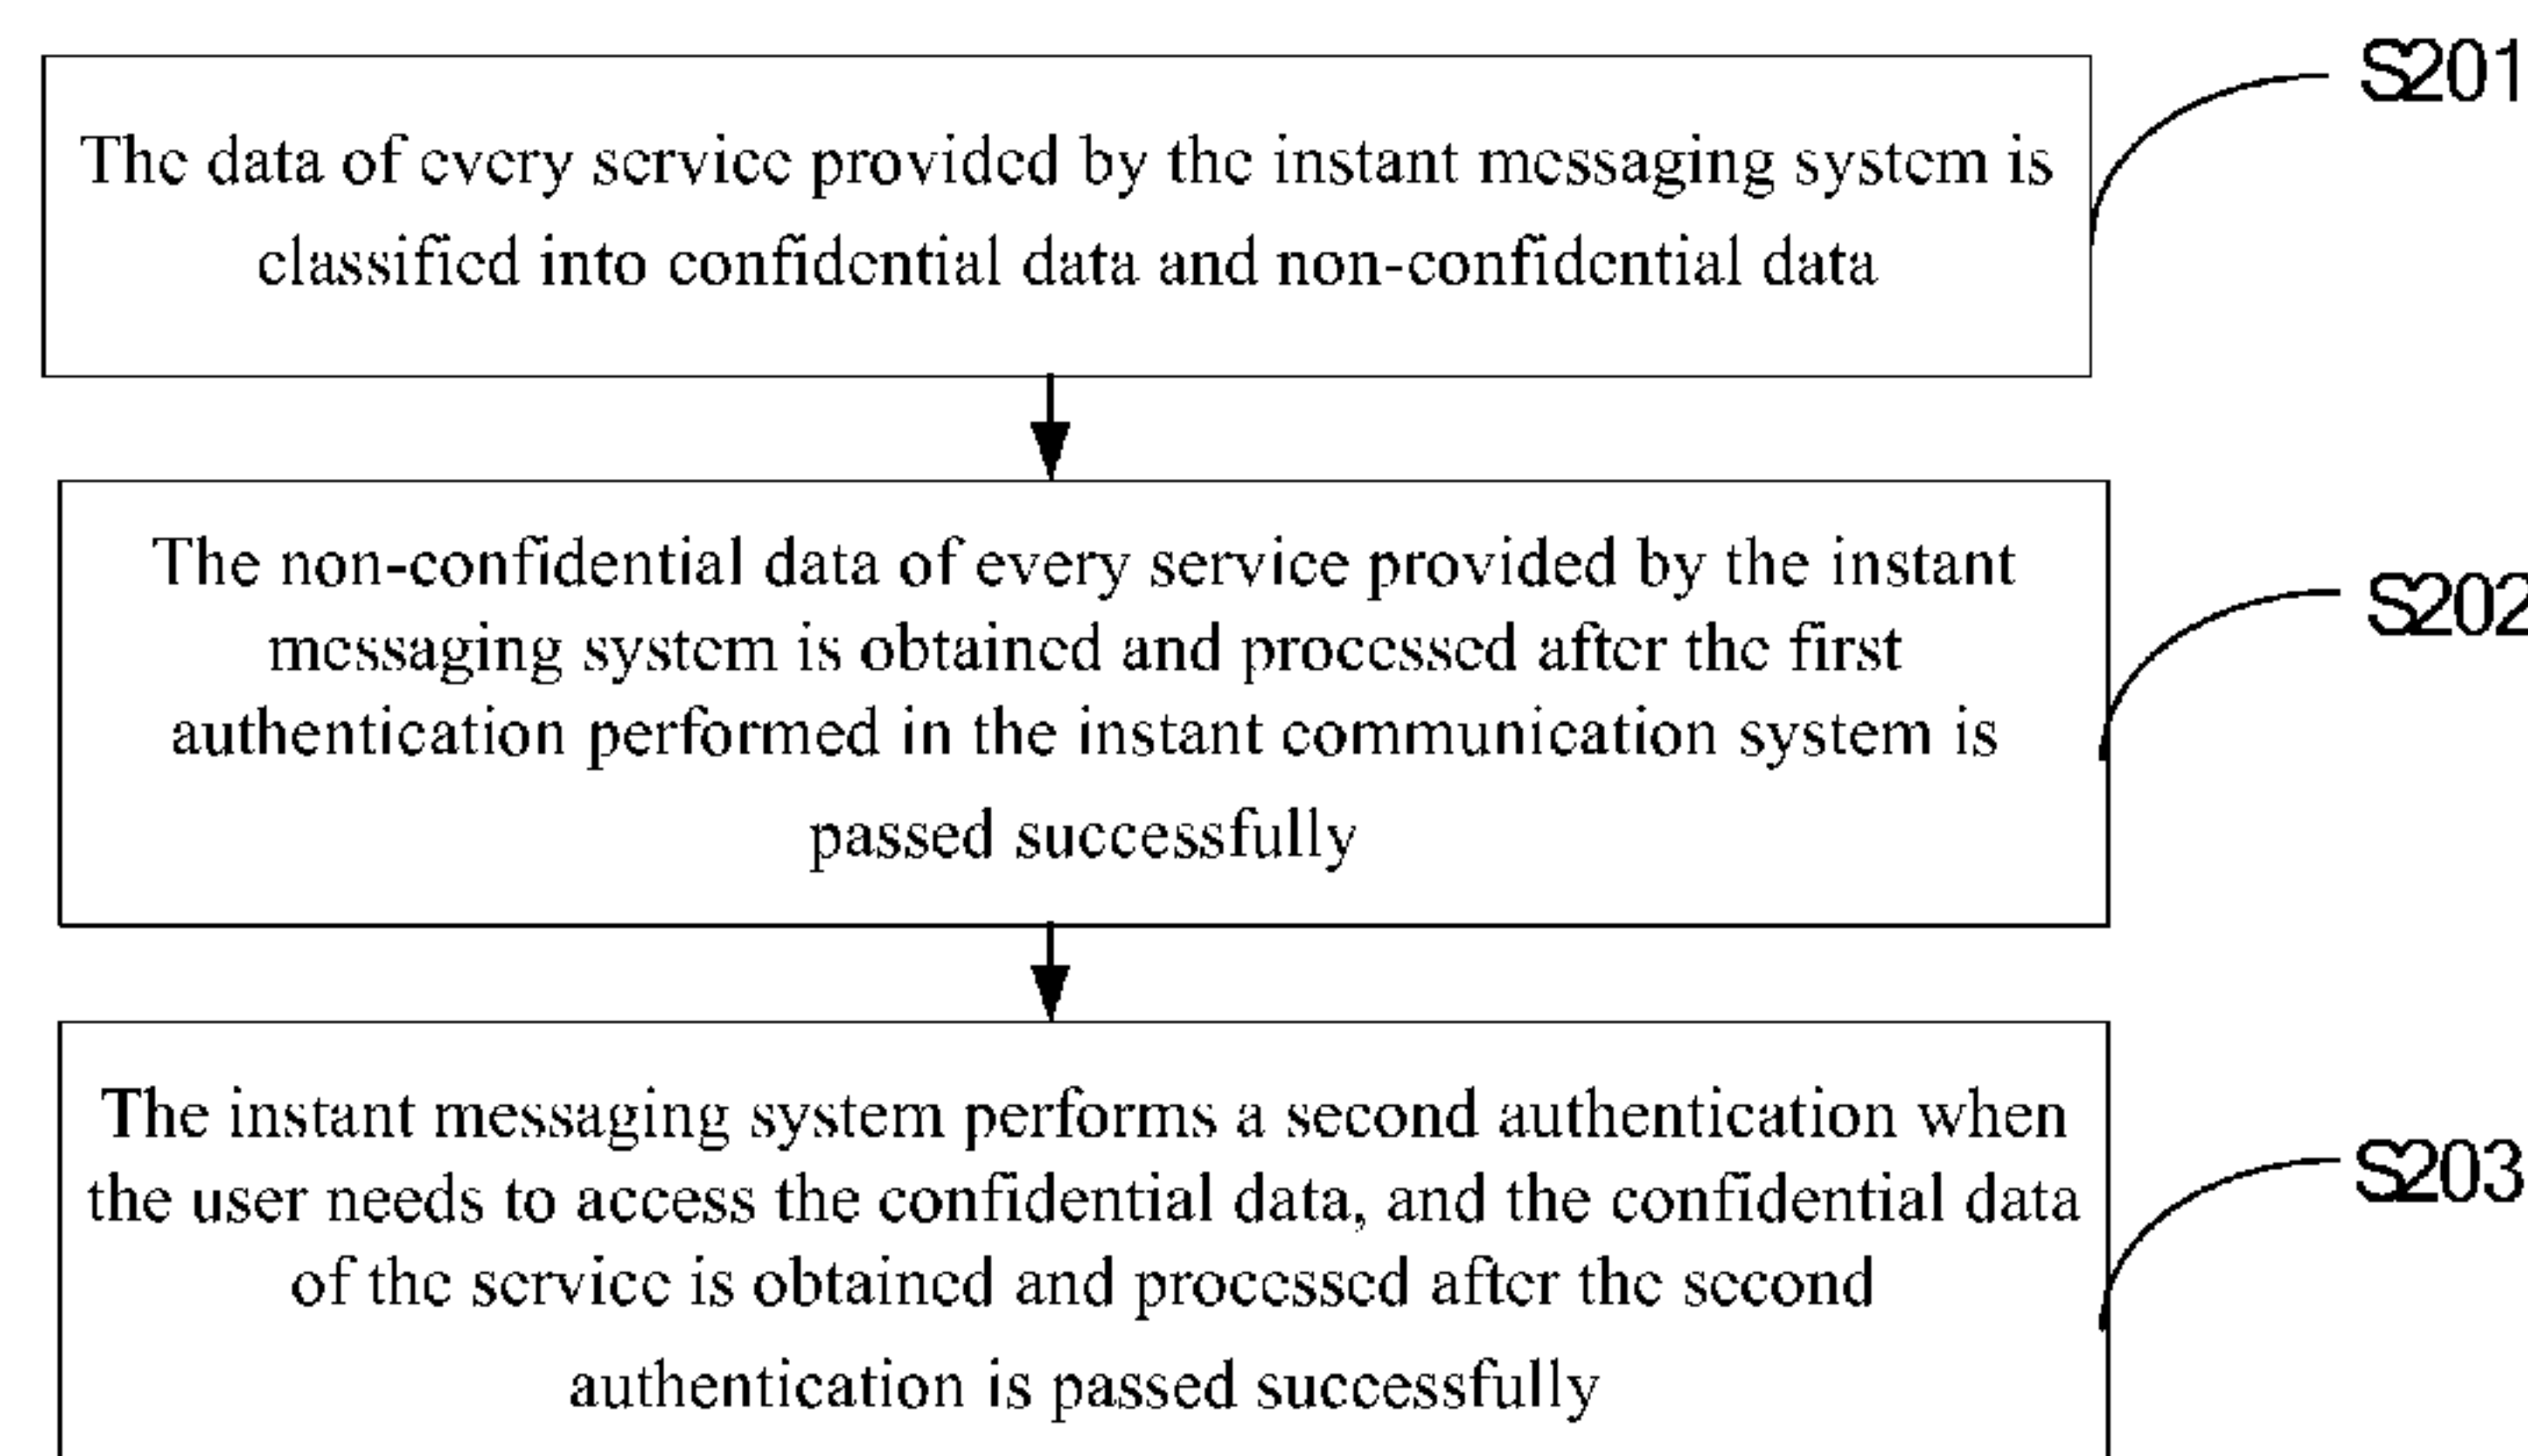 S201
The data of every service provided by the instant messaging system is
classified into confidential data and non-confidential data
The non-confidential data of every service provided by the instant
messaging system is obtained and processed after the first
authentication performed in the instant communication system is
passed successfully
S202
The instant messaging system performs a second authentication when
the user needs to access the confidential data, and the confidential data
of the service is obtained and processed after the second
authentication is passed successfully
S203